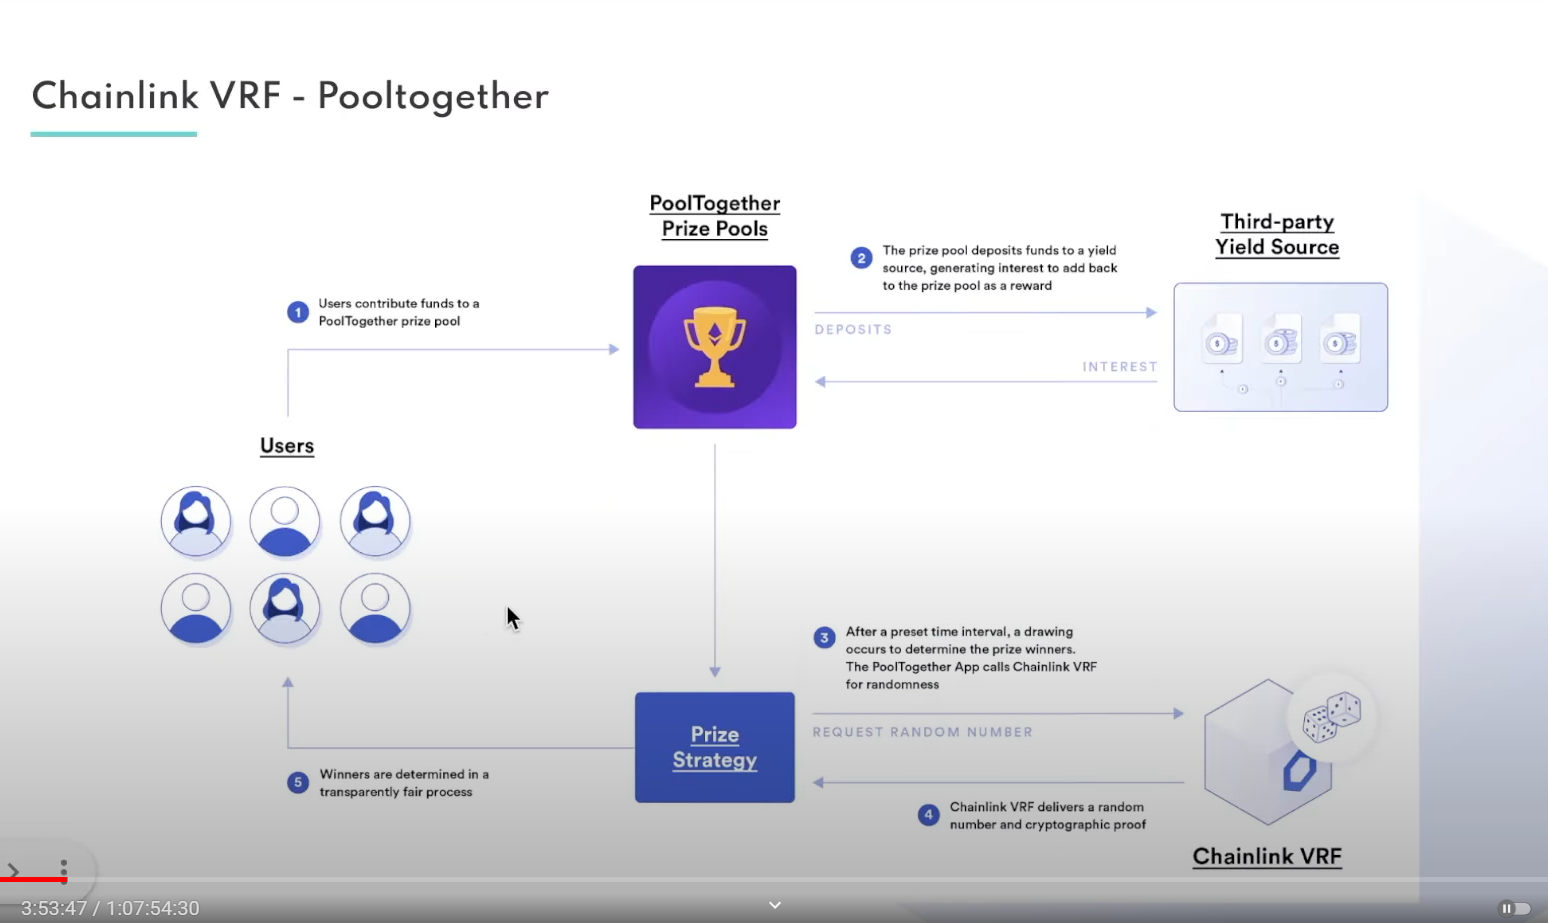 Chainlink VRF - Pooltogether
PoolTogether
Prize Pools
Third-party
Yield Source
1
Users contribute funds to a
PoolTogether prize pool
2
The prize pool deposits funds to a yield
source, generating interest to add back
to the prize pool as a reward
DEPOSITS
INTEREST
Users
3
After a preset time interval, a drawing
occurs to determine the prize winners.
The PoolTogether App calls Chainlink VRF
for randomness
Prize
Strategy
REQUEST RANDOM NUMBER
5
Winners are determined in a
transparently fair process
4
Chainlink VRF delivers a random
number and cryptographic proof
Chainlink VRF
3:53:47 / 1:07:54:30